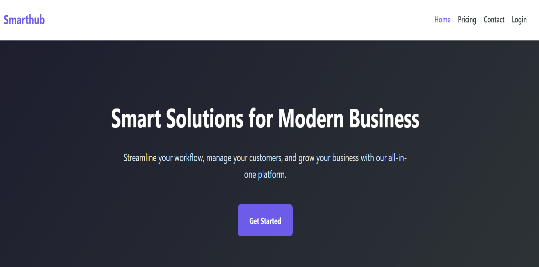 Smarthub
Home Pricing Contact Login
Smart Solutions for Modern Business
Streamline your workflow, manage your customers, and grow your business with our all-in-
one platform.
Get Started